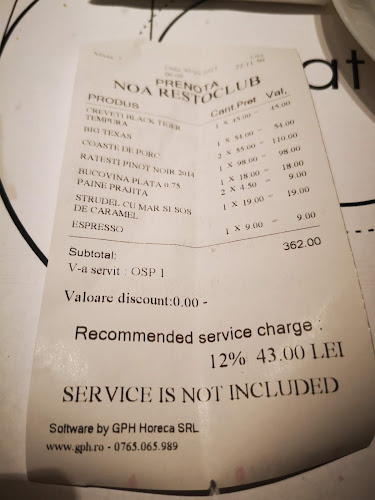 PRENOTA
NOA RESTOCLUB
PRODUS Cant.Pret Val.
CREVETI BLACK TIGER TEMPURA 1 X 45.00 = 45.00
BIG TEXAS 1 X 54.00 = 54.00
COASTE DE PORC 2 X 55.00 = 110.00
RATESTI PINOT NOIR 2014 1 X 98.00 = 98.00
BUCOVINA PLATA 0.75 1 X 18.00 = 18.00
PAINE PRAJITA 2 X 4.50 = 9.00
STRUDEL CU MAR SI SOS DE CARAMEL 1 X 19.00 = 19.00
ESPRESSO 1 X 9.00 = 9.00
Subtotal: 362.00
V-a servit : OSP 1
Valoare discount:0.00 -
Recommended service charge :
12% 43.00 LEI
SERVICE IS NOT INCLUDED
Software by GPH Horeca SRL
www.gph.ro - 0765.065.989
at